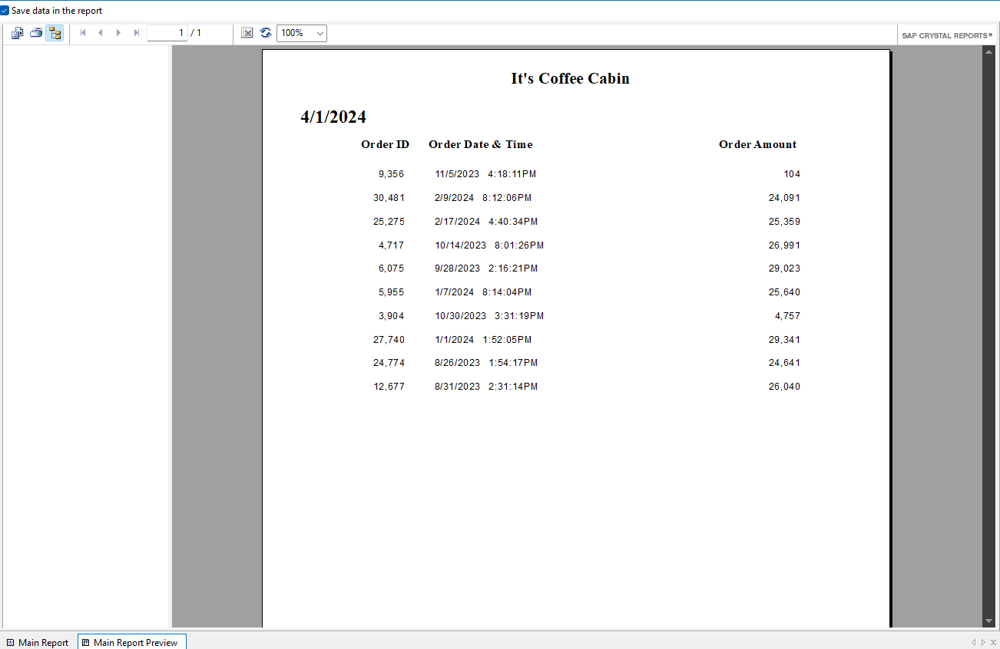 Save data in the report
1 / 1 100% SAP CRYSTAL REPORTS®
It's Coffee Cabin
4/1/2024
Order ID Order Date & Time Order Amount
9,356 11/5/2023 4:18:11PM 104
30,481 2/9/2024 8:12:06PM 24,091
25,275 2/17/2024 4:40:34PM 25,359
4,717 10/14/2023 8:01:26PM 26,991
6,075 9/28/2023 2:16:21PM 29,023
5,955 1/7/2024 8:14:04PM 25,640
3,904 10/30/2023 3:31:19PM 4,757
27,740 1/1/2024 1:52:05PM 29,341
24,774 8/26/2023 1:54:17PM 24,641
12,677 8/31/2023 2:31:14PM 26,040
Main Report Main Report Preview